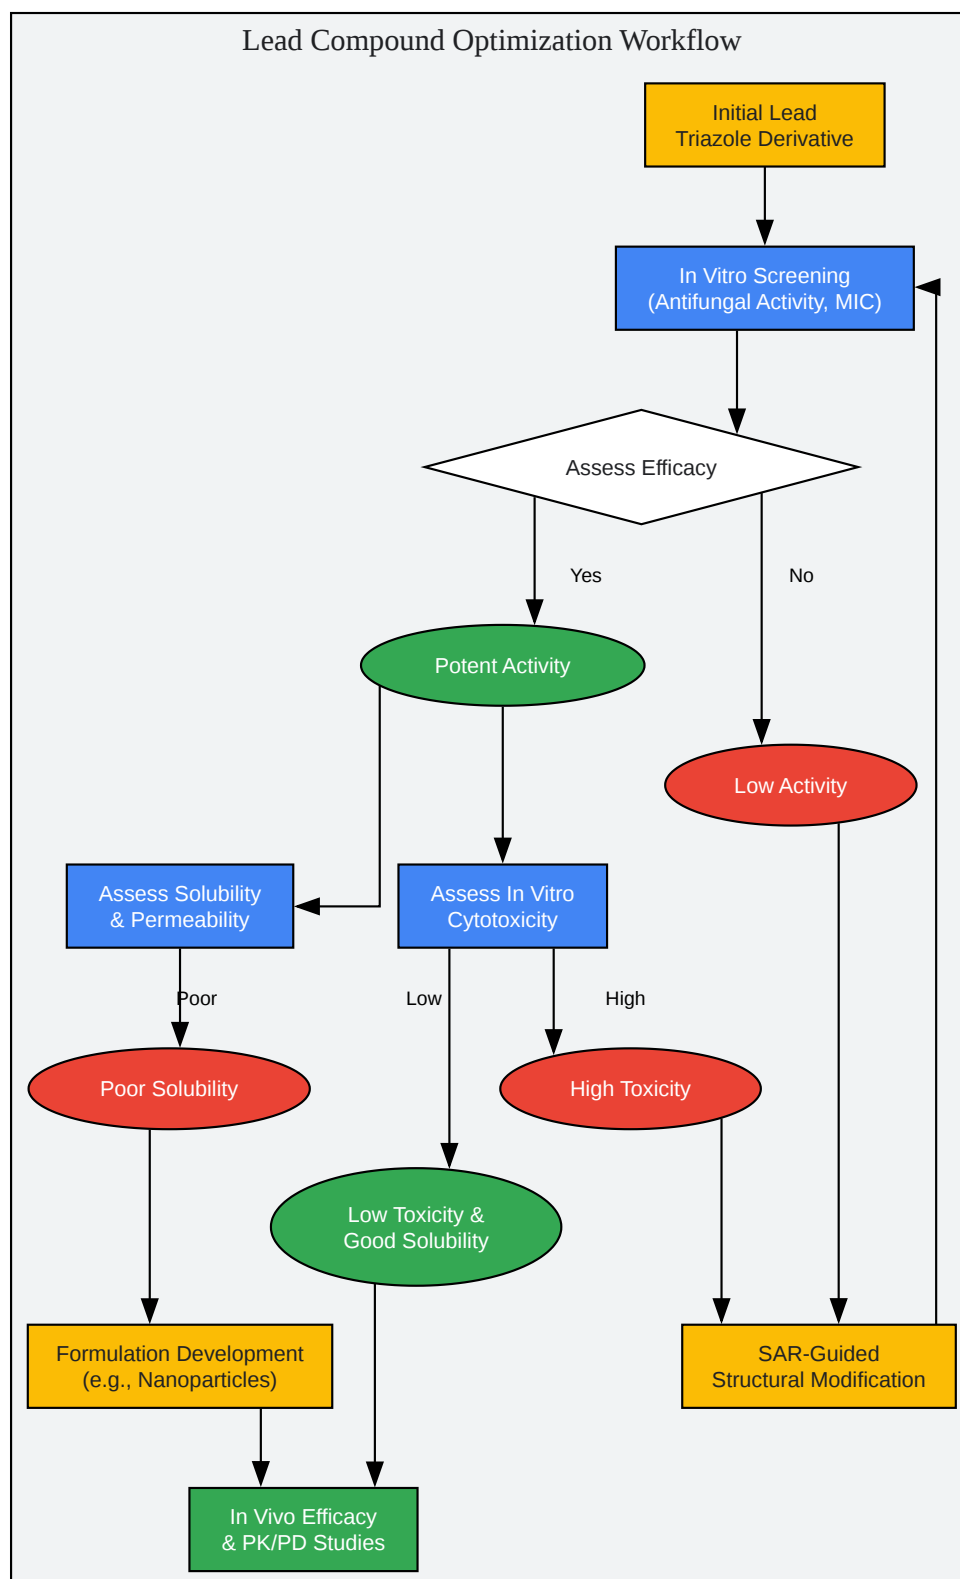 Lead Compound Optimization Workflow
Initial Lead
Triazole Derivative
In Vitro Screening
(Antifungal Activity, MIC)
Assess Efficacy
Yes
No
Potent Activity
Low Activity
Assess Solubility
& Permeability
Assess In Vitro
Cytotoxicity
Poor
Low
High
Poor Solubility
High Toxicity
Low Toxicity &
Good Solubility
Formulation Development
(e.g., Nanoparticles)
SAR-Guided
Structural Modification
In Vivo Efficacy
& PK/PD Studies